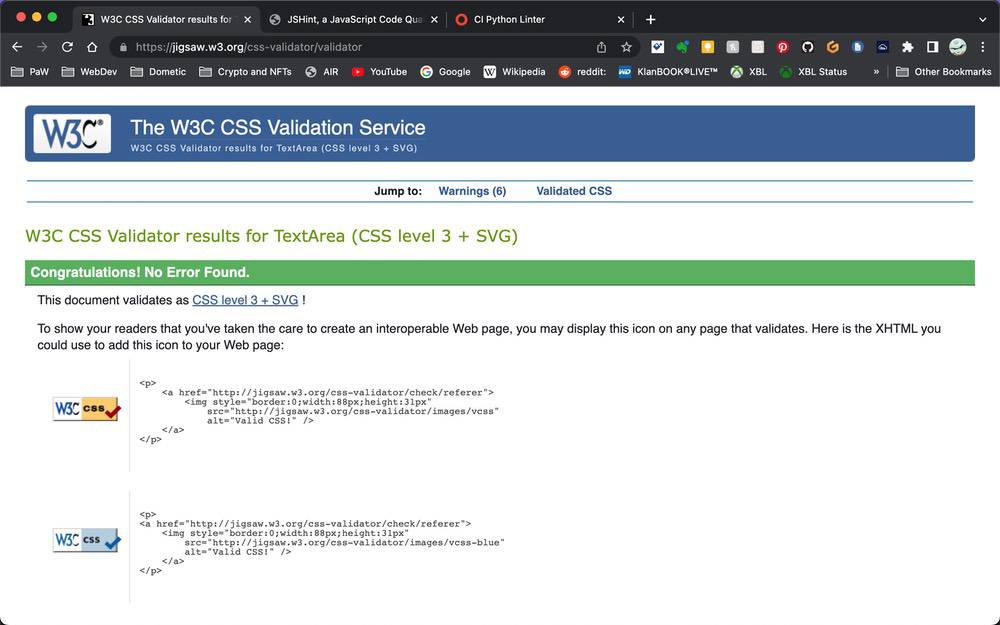 W3C CSS Validator results for
JSHint, a JavaScript Code Qua
CI Python Linter
https://jigsaw.w3.org/css-validator/validator
PaW
WebDev
Dometic
Crypto and NFTs
AIR
YouTube
Google
Wikipedia
reddit:
KlanBOOK®LIVE™
XBL
XBL Status
»
Other Bookmarks
W3C®
The W3C CSS Validation Service
W3C CSS Validator results for TextArea (CSS level 3 + SVG)
Jump to: Warnings (6) Validated CSS
W3C CSS Validator results for TextArea (CSS level 3 + SVG)
Congratulations! No Error Found.
This document validates as CSS level 3 + SVG !
To show your readers that you've taken the care to create an interoperable Web page, you may display this icon on any page that validates. Here is the XHTML you
could use to add this icon to your Web page:
W3C CSS
<p>
<a href="http://jigsaw.w3.org/css-validator/check/referer">
<img style="border:0;width:88px;height:31px"
src="http://jigsaw.w3.org/css-validator/images/vcss"
alt="Valid CSS!" />
</a>
</p>
W3C CSS
<p>
<a href="http://jigsaw.w3.org/css-validator/check/referer">
<img style="border:0;width:88px;height:31px"
src="http://jigsaw.w3.org/css-validator/images/vcss-blue"
alt="Valid CSS!" />
</a>
</p>